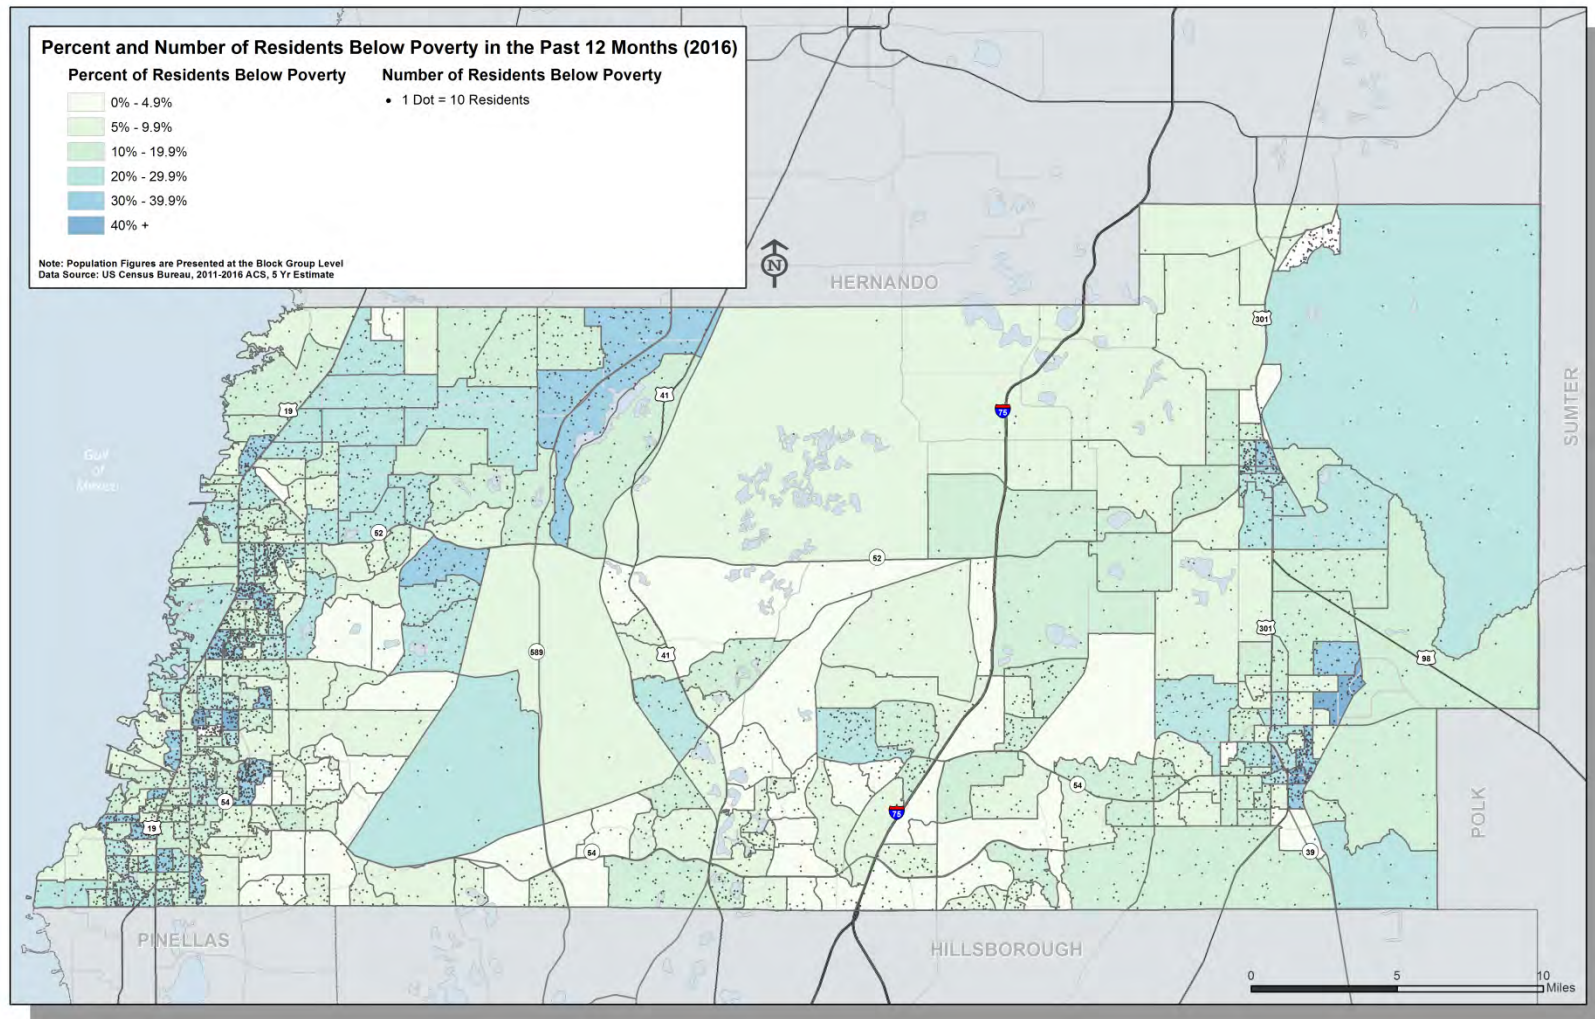 Percent and Number of Residents Below Poverty in the Past 12 Months (2016)
Percent of Residents Below Poverty
Number of Residents Below Poverty
0% - 4.9%
1 Dot = 10 Residents
5% - 9.9%
10% - 19.9%
20% - 29.9%
30% - 39.9%
40% +
Note: Population Figures are Presented at the Block Group Level
Data Source: US Census Bureau, 2011-2016 ACS, 5 Yr Estimate
N
HERNANDO
301
SUMTER
41
19
75
Gulf
of
Mexico
52
52
301
589
41
98
54
54
75
19
54
39
POLK
PINELLAS
HILLSBOROUGH
0 5 10
Miles